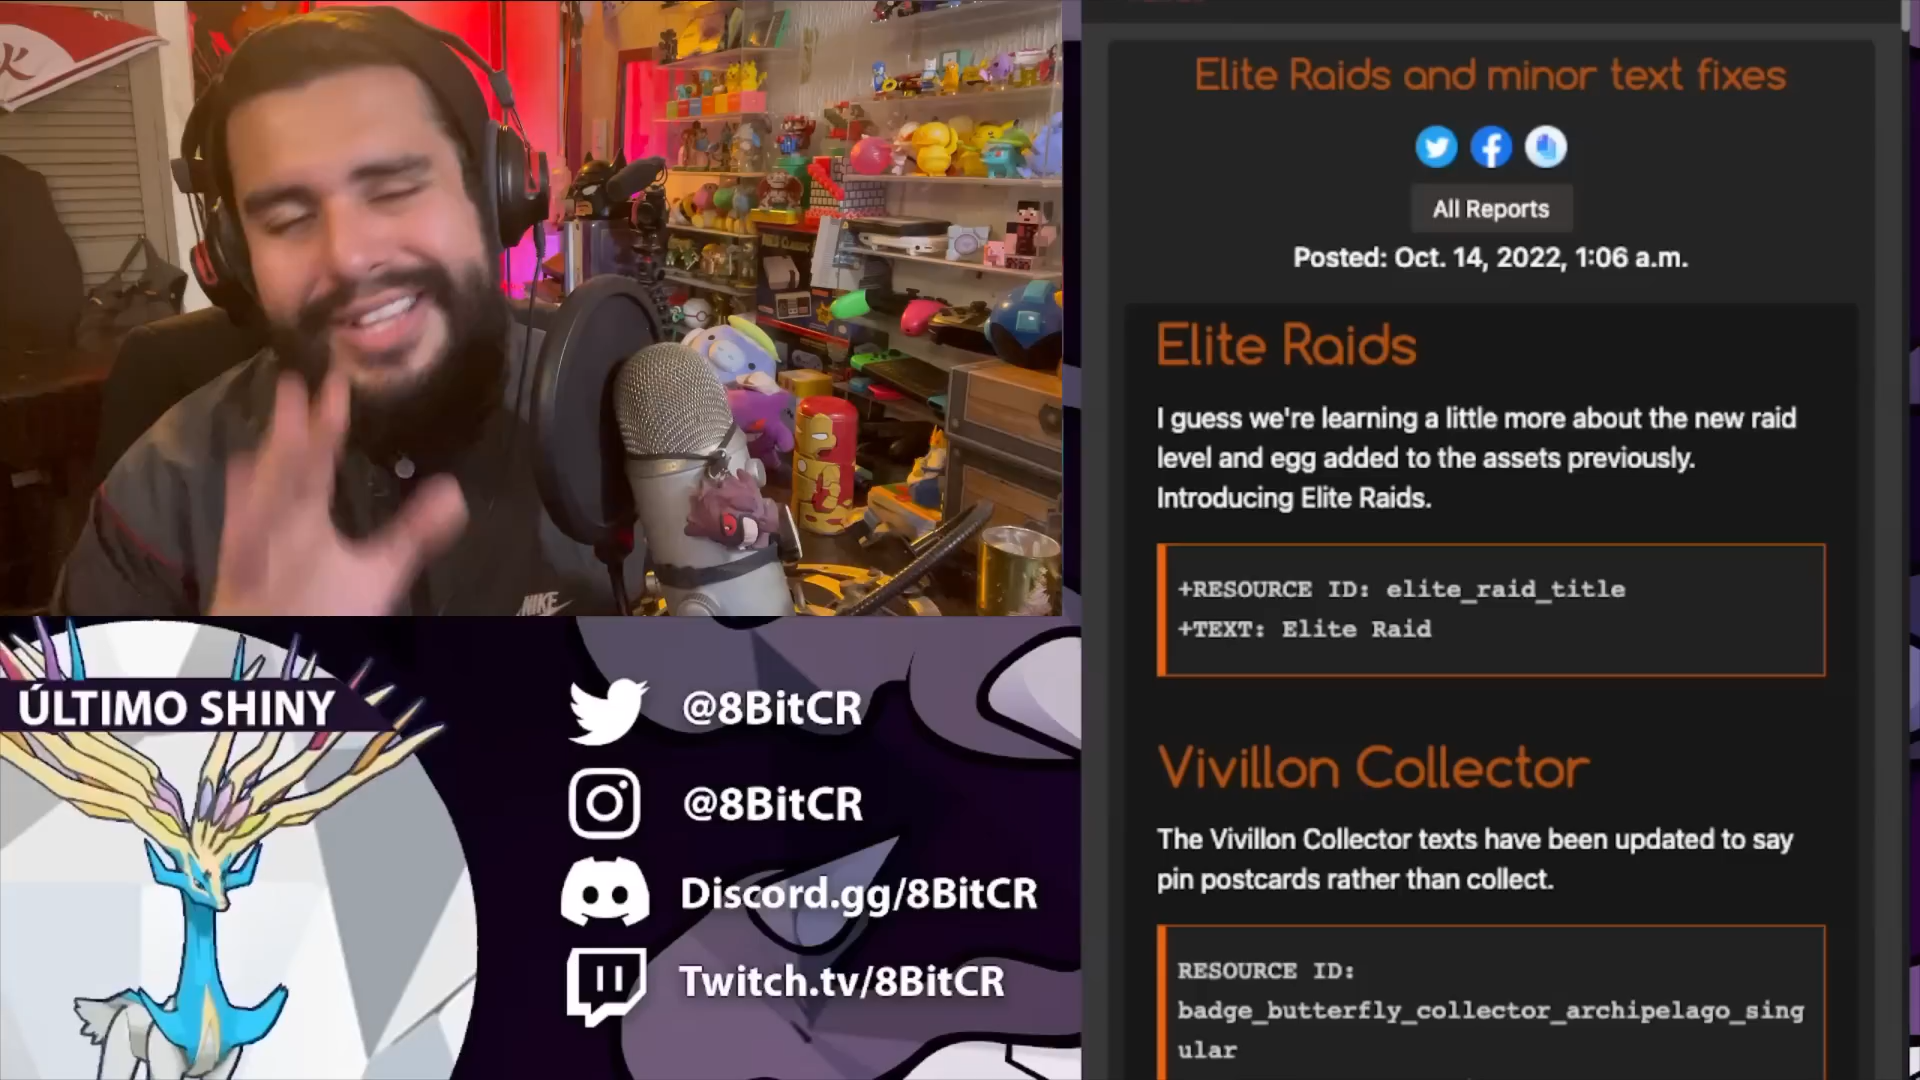 火
NIKE
ÚLTIMO SHINY
@8BitCR
@8BitCR
Discord.gg/8BitCR
Twitch.tv/8BitCR
Elite Raids and minor text fixes
All Reports
Posted: Oct. 14, 2022, 1:06 a.m.
Elite Raids
I guess we're learning a little more about the new raid
level and egg added to the assets previously.
Introducing Elite Raids.
+RESOURCE ID: elite_raid_title
+TEXT: Elite Raid
Vivillon Collector
The Vivillon Collector texts have been updated to say
pin postcards rather than collect.
RESOURCE ID:
badge_butterfly_collector_archipelago_sing
ular